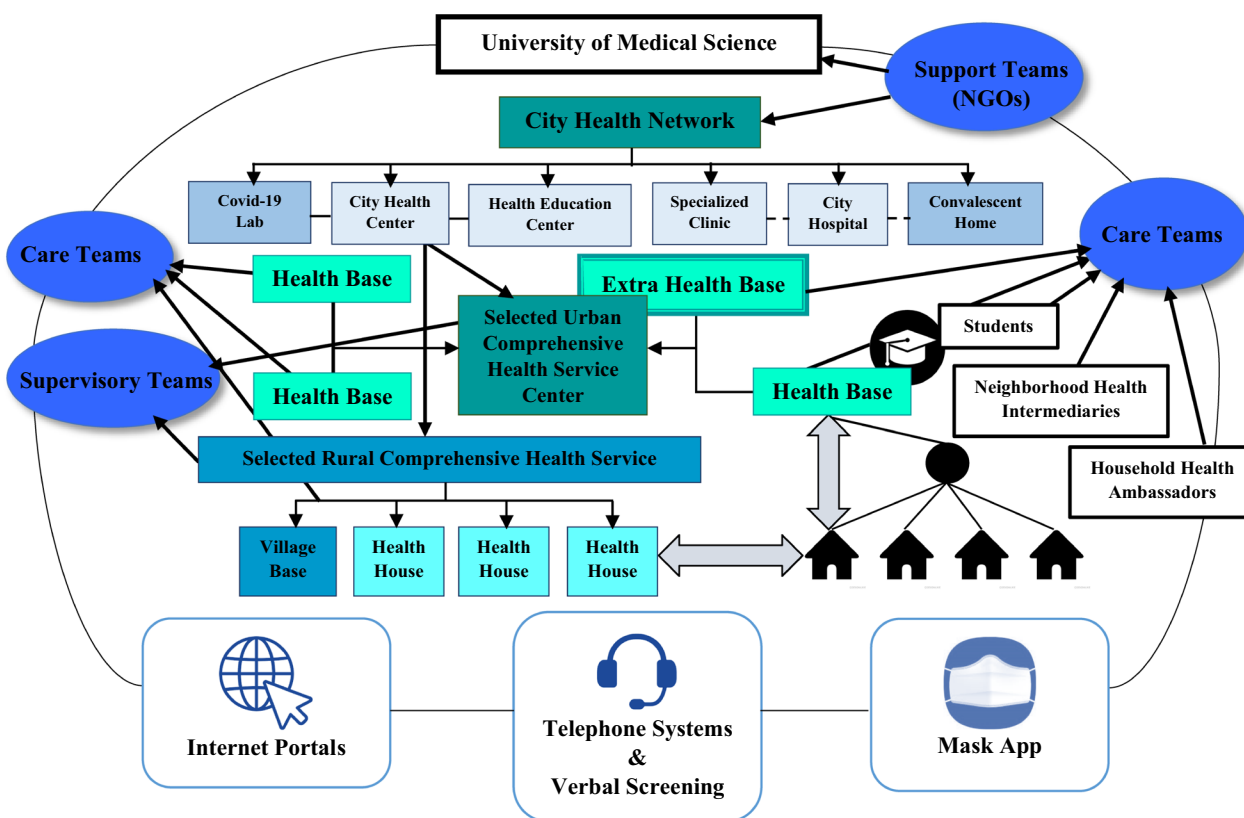 University of Medical Science
Support Teams
(NGOs)
City Health Network
Covid-19
Lab
City Health
Center
Health Education
Center
Specialized
Clinic
City
Hospital
Convalescent
Home
Care Teams
Care Teams
Health Base
Extra Health Base
Selected Urban
Comprehensive
Health Service
Center
Students
Supervisory Teams
Health Base
Health Base
Neighborhood Health
Intermediaries
Selected Rural Comprehensive Health Service
Household Health
Ambassadors
Village
Base
Health
House
Health
House
Health
House
Internet Portals
Telephone Systems
&
Verbal Screening
Mask App